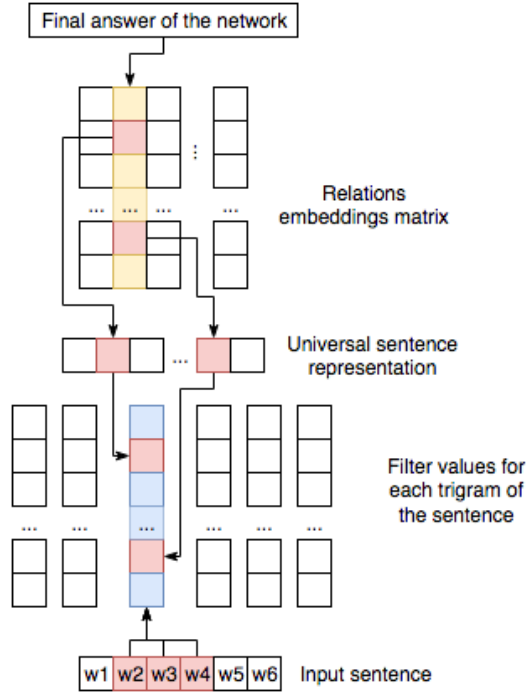 Final answer of the network
...
... ... ... ...
Relations
embeddings matrix
...
Universal sentence
representation
... ... ... ... ... ...
Filter values for
each trigram of
the sentence
w1 w2 w3 w4 w5 w6 Input sentence